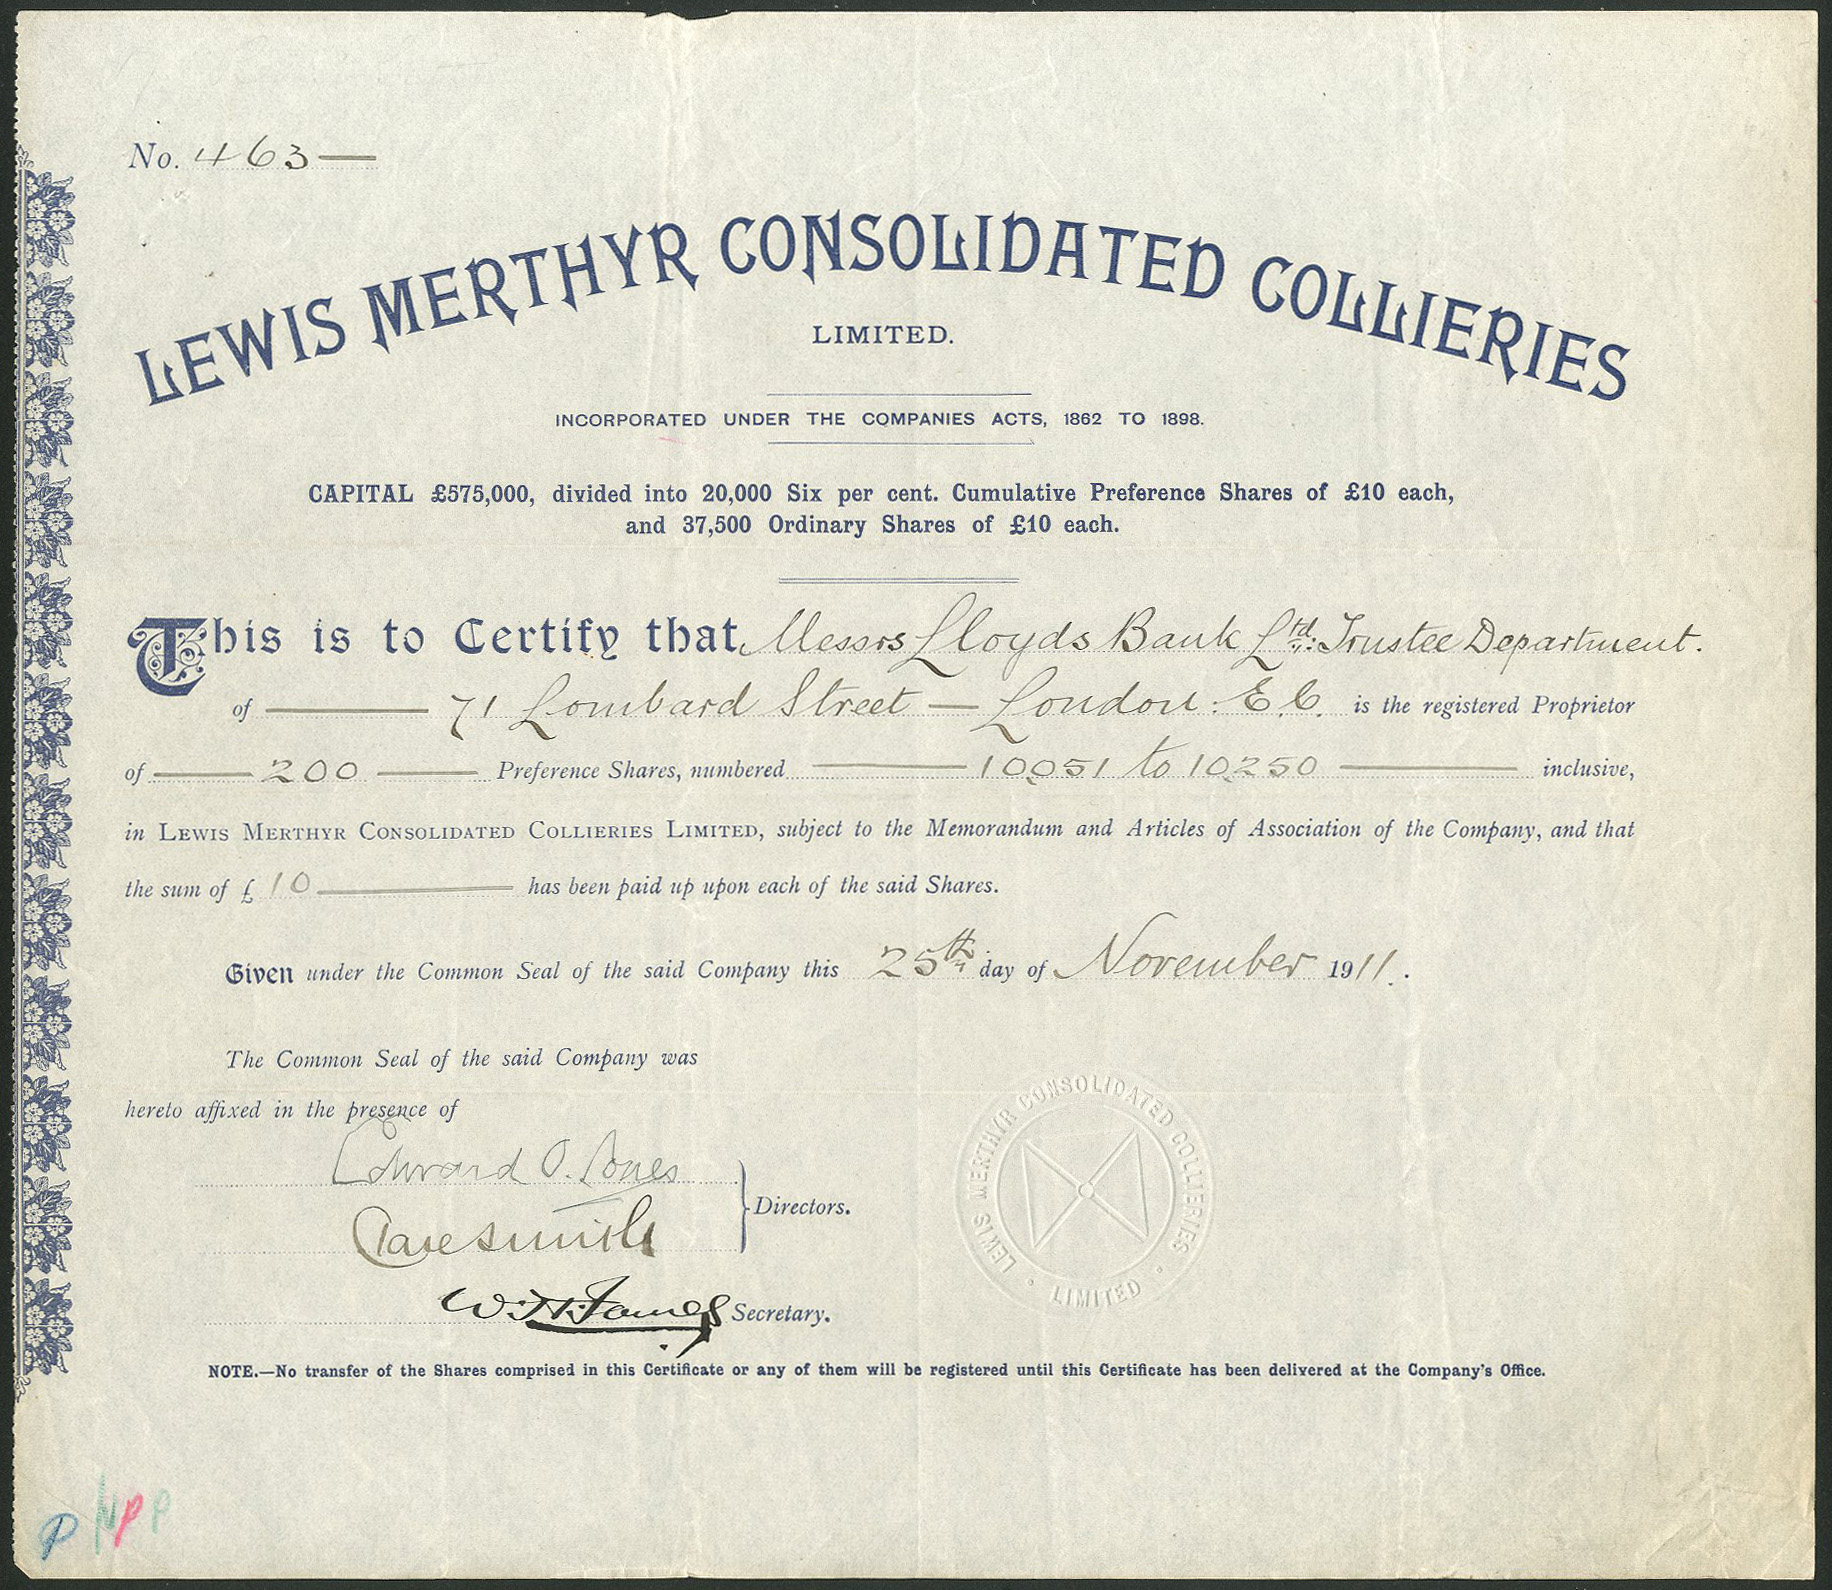 No. 463
LEWIS MERTHYR CONSOLIDATED COLLIERIES
LIMITED.
INCORPORATED UNDER THE COMPANIES ACTS, 1862 TO 1898.
CAPITAL £575,000, divided into 20,000 Six per cent. Cumulative Preference Shares of £10 each,
and 37,500 Ordinary Shares of £10 each.
This is to Certify that Messrs Lloyds Bank Ltd: Trustee Department.
of — 71 Lombard Street — London. E.C. is the registered Proprietor
of — 200 — Preference Shares, numbered — 10051 to 10250 — inclusive,
in LEWIS MERTHYR CONSOLIDATED COLLIERIES LIMITED, subject to the Memorandum and Articles of Association of the Company, and that
the sum of £ 10 — has been paid up upon each of the said Shares.
Given under the Common Seal of the said Company this 25th day of November 1911.
The Common Seal of the said Company was
hereto affixed in the presence of
Edward O. Jones
Directors.
W. H. James Secretary.
LEWIS MERTHYR CONSOLIDATED COLLIERIES
LIMITED
NOTE.—No transfer of the Shares comprised in this Certificate or any of them will be registered until this Certificate has been delivered at the Company's Office.
P N P P